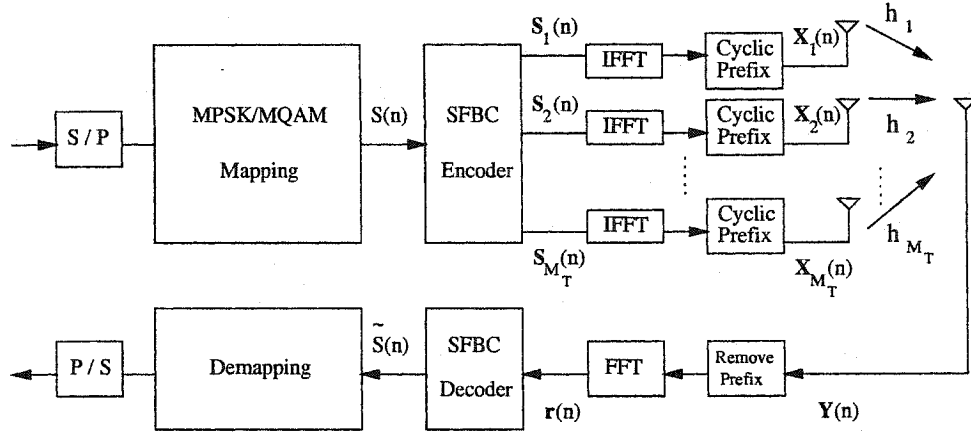 S / P
MPSK/MQAM
Mapping
S(n)
SFBC
Encoder
S1(n)
IFFT
Cyclic
Prefix
X1(n)
h1
S2(n)
IFFT
Cyclic
Prefix
X2(n)
h2
SMT(n)
IFFT
Cyclic
Prefix
XMT(n)
hMT
P / S
Demapping
S̃(n)
SFBC
Decoder
r(n)
FFT
Remove
Prefix
Y(n)